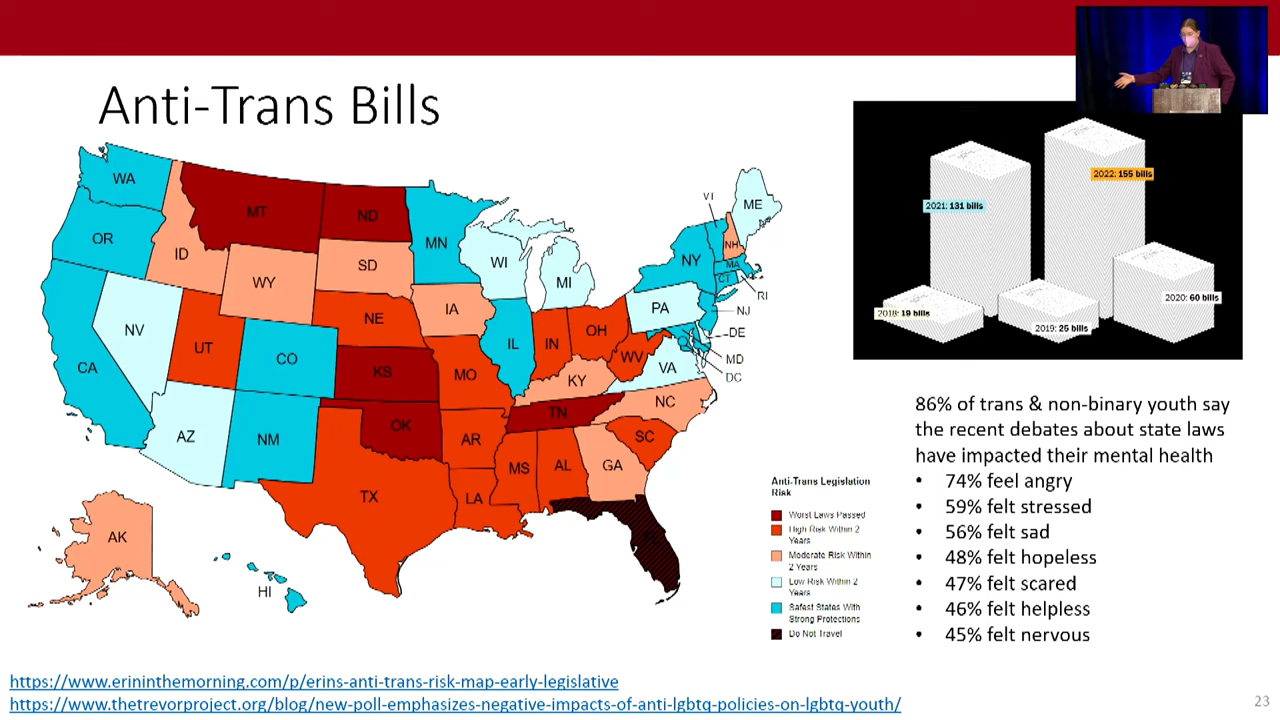 Anti-Trans Bills
WA
OR
CA
NV
ID
MT
WY
UT
AZ
CO
NM
ND
SD
NE
KS
OK
TX
MN
IA
MO
AR
LA
WI
IL
MI
IN
OH
KY
TN
MS
AL
GA
SC
NC
VA
WV
PA
NY
VT
NH
ME
MA
CT
RI
NJ
DE
MD
DC
AK
HI
Anti-Trans Legislation
Risk
Worst Laws Passed
High Risk Within 2
Years
Moderate Risk Within
2 Years
Low Risk Within 2
Years
Safest States With
Strong Protections
Do Not Travel
2022: 155 bills
2021: 131 bills
2020: 60 bills
2018: 19 bills
2019: 25 bills
86% of trans & non-binary youth say
the recent debates about state laws
have impacted their mental health
• 74% feel angry
• 59% felt stressed
• 56% felt sad
• 48% felt hopeless
• 47% felt scared
• 46% felt helpless
• 45% felt nervous
https://www.erininthemorning.com/p/erins-anti-trans-risk-map-early-legislative
https://www.thetrevorproject.org/blog/new-poll-emphasizes-negative-impacts-of-anti-lgbtq-policies-on-lgbtq-youth/
23